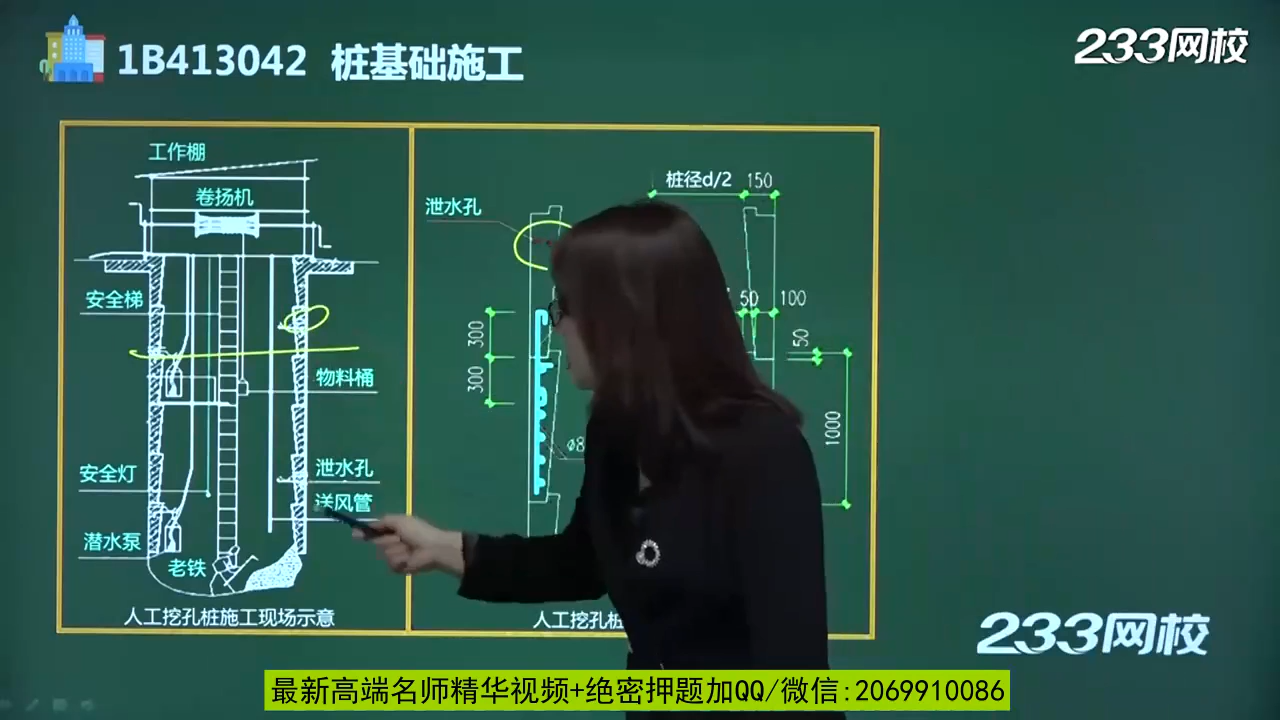 1B413042 桩基础施工
233网校
工作棚
卷扬机
安全梯
物料桶
安全灯
泄水孔
送风管
潜水泵
老铁
人工挖孔桩施工现场示意
泄水孔
桩径d/2
150
50
100
300
300
50
1000
ø8
人工挖孔桩
233网校
最新高端名师精华视频+绝密押题加QQ/微信:2069910086